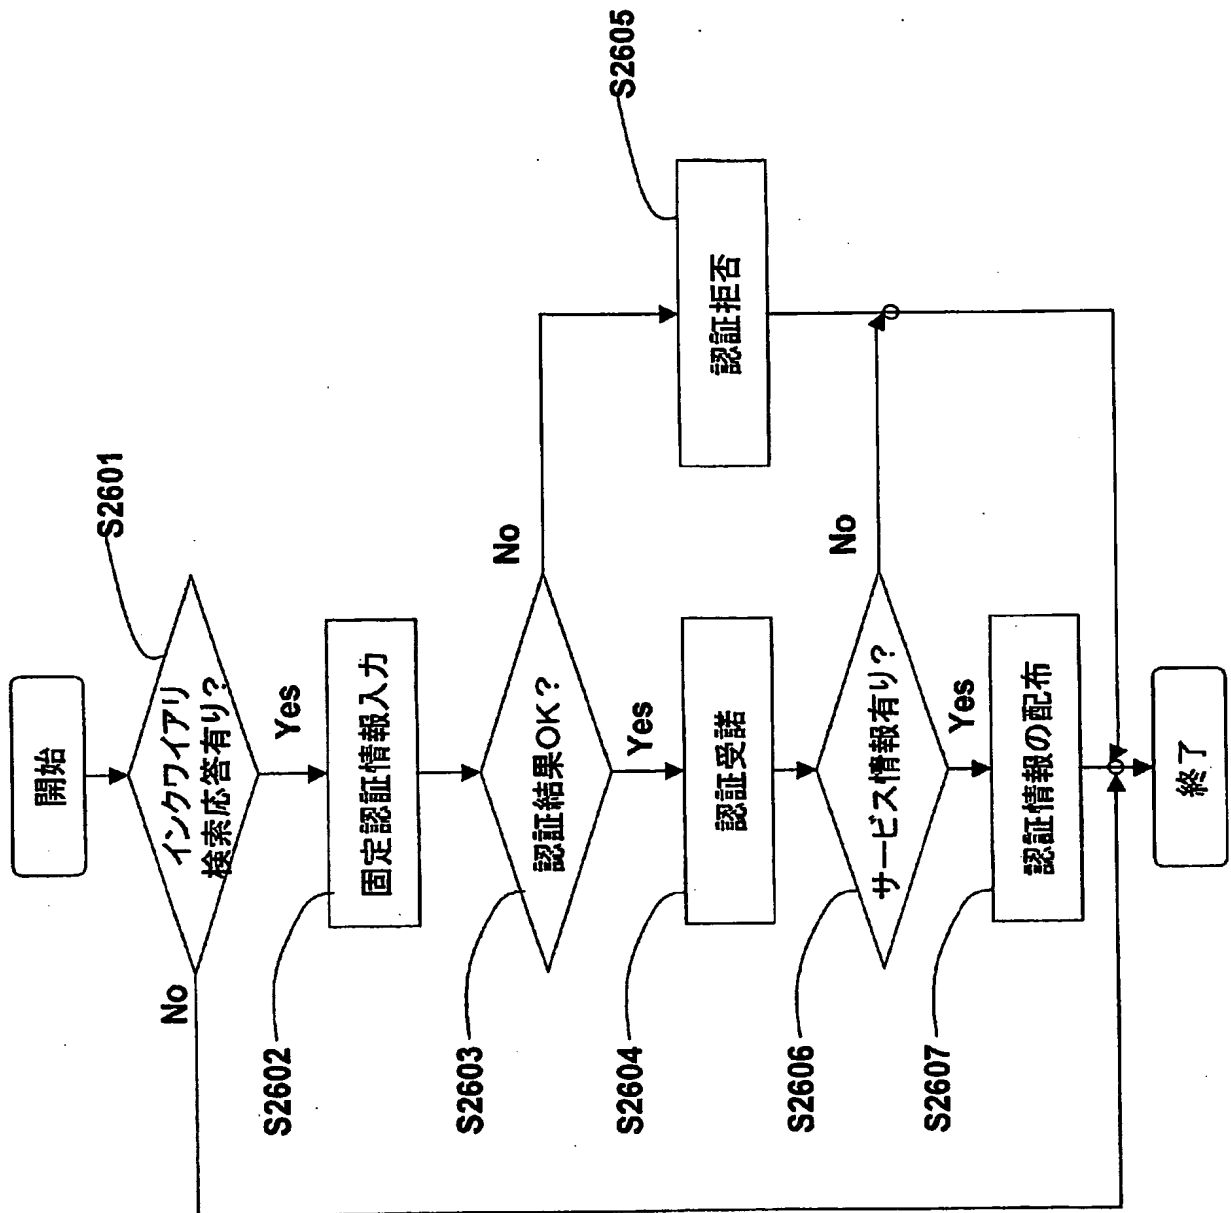 開始
S2601
インクワイアリ
検索応答有り?
No
Yes
S2602
固定認証情報入力
S2603
認証結果OK?
No
Yes
S2604
認証受諾
S2605
認証拒否
S2606
サービス情報有り?
No
Yes
S2607
認証情報の配布
終了